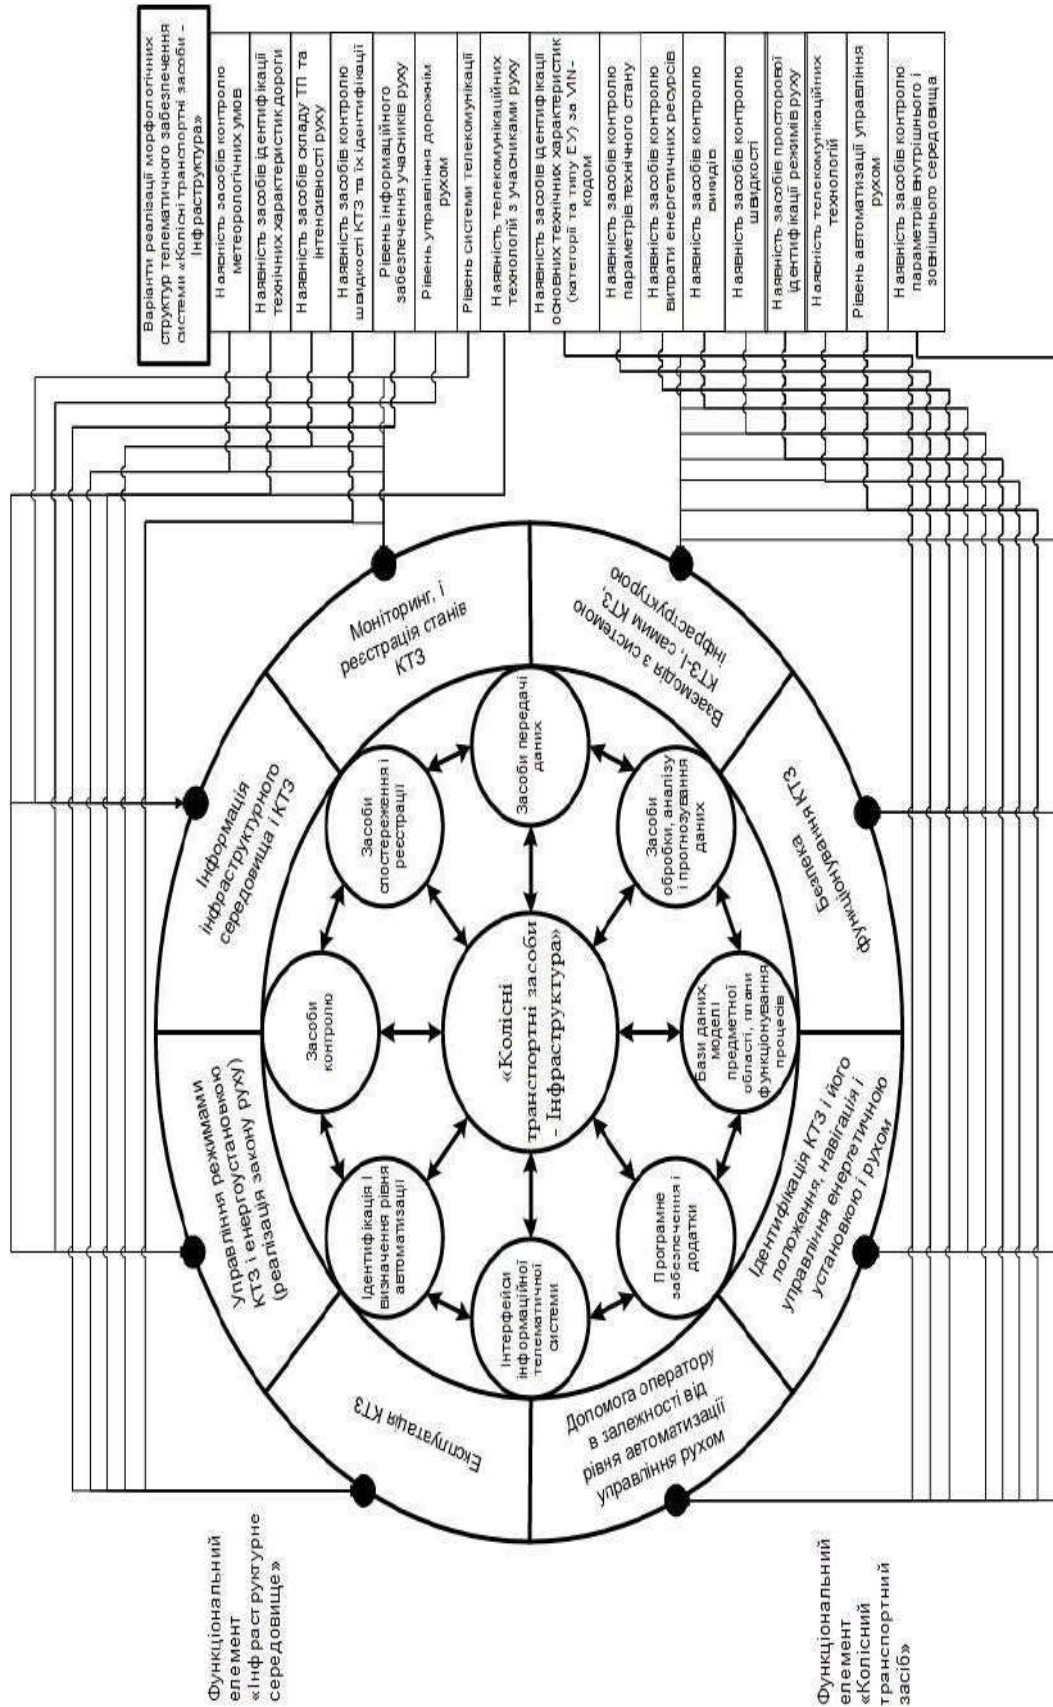 Варіанти реалізації морфологічних
структур телематичного забезпечення
системи «Колісні транспортні засоби -
Інфраструктура»
Наявність засобів контролю
метеорологічних умов
Наявність засобів ідентифікації
технічних характеристик дороги
Наявність засобів складу ТП та
інтенсивності руху
Наявність засобів контролю
швидкості КТЗ та їх ідентифікації
Рівень інформаційного
забезпечення учасників руху
Рівень управління дорожнім
рухом
Рівень системи телекомунікації
Наявність телекомунікаційних
технологій з учасниками руху
Наявність засобів ідентифікації
основних технічних характеристик
(категорії та типу ЕУ) за VIN-
кодом
Наявність засобів контролю
параметрів технічного стану
Наявність засобів контролю
витрати енергетичних ресурсів
Наявність засобів контролю
викидів
Наявність засобів контролю
швидкості
Наявність засобів просторової
ідентифікації режимів руху
Наявність телекомунікаційних
технологій
Рівень автоматизації управління
рухом
Наявність засобів контролю
параметрів внутрішнього і
зовнішнього середовища
Моніторинг, і
реєстрація станів
КТЗ
Взаємодія з системою
КТЗ-І, самим КТЗ,
інфраструктурою
Інформація
інфраструктурного
середовища і КТЗ
Безпека
функціонування КТЗ
Управління режимами
КТЗ і енергоустановкою
(реалізація закону руху)
Ідентифікація КТЗ і його
положення, навігація і
управління енергетичною
установкою і рухом
Експлуатація КТЗ
Допомога оператору
в залежності від
рівня автоматизації
управління рухом
Засоби передачі
даних
Засоби
спостереження і
реєстрації
Засоби
обробки, аналізу
і прогнозування
даних
Засоби
контролю
«Колісні
транспортні засоби
- Інфраструктура»
Бази даних,
моделі
предметної
області, плани
функціонування
процесів
Ідентифікація І
визначення рівня
автоматизації
Програмне
забезпечення і
додатки
Інтерфейси
інформаційної
телематичної
системи
Функціональний
елемент
«Інфраструктурне
середовище»
Функціональний
елемент
«Колісний
транспортний
засіб»